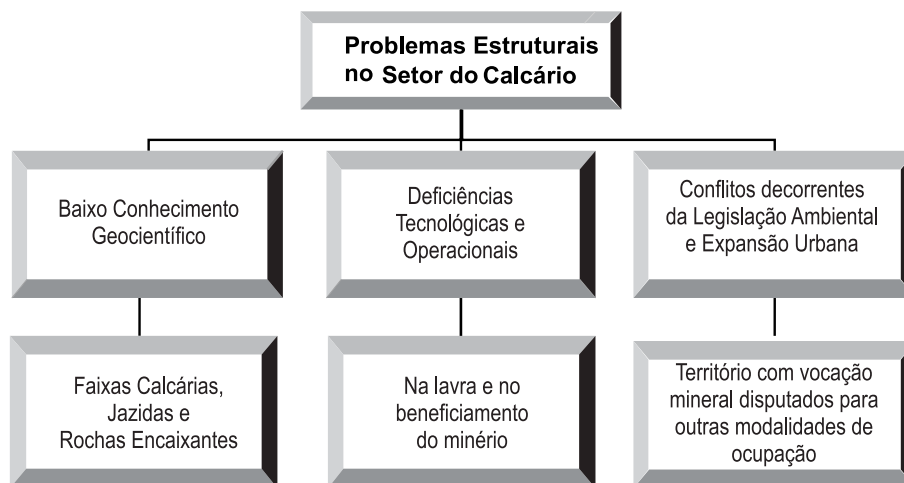 Problemas Estruturais
no Setor do Calcário
Baixo Conhecimento
Geocientífico
Deficiências
Tecnológicas e
Operacionais
Conflitos decorrentes
da Legislação Ambiental
e Expansão Urbana
Faixas Calcárias,
Jazidas e
Rochas Encaixantes
Na lavra e no
beneficiamento
do minério
Território com vocação
mineral disputados para
outras modalidades de
ocupação